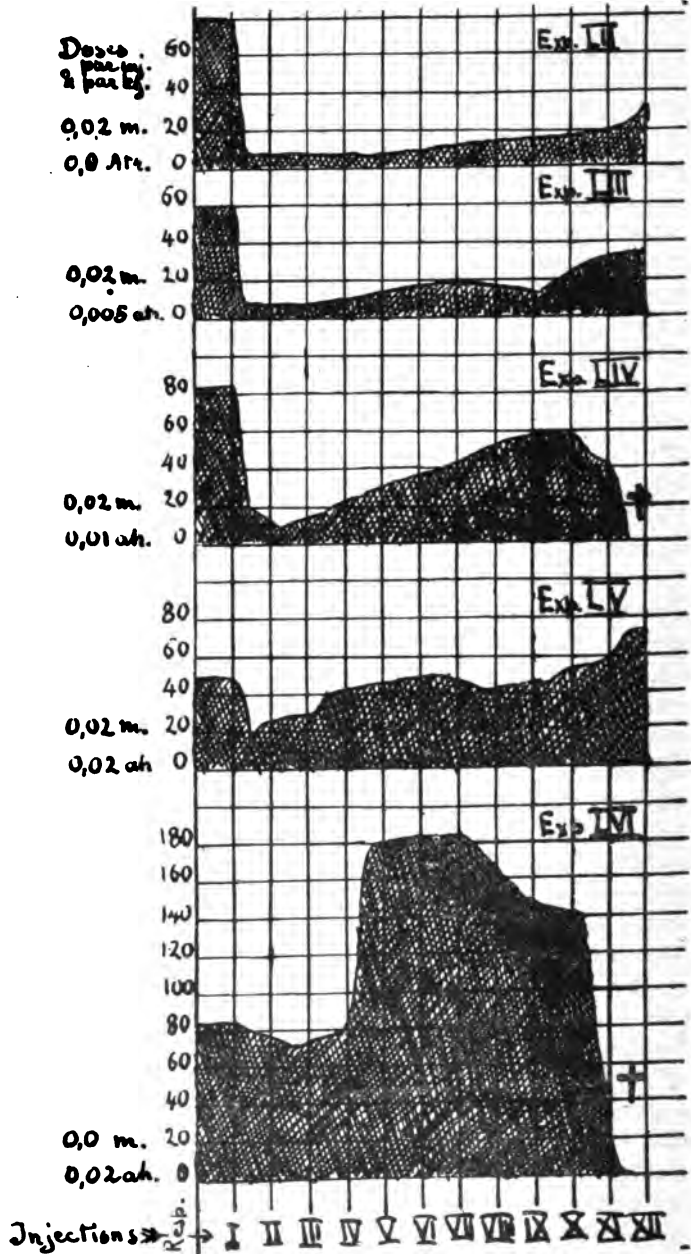 Doses
par inj.
& par kg.
Exp. LII
60
40
0,02 m.
20
0,0 Atr.
0
Exp. LIII
60
40
0,02 m.
20
0,005 ah.
0
Exp. LIV
80
60
40
0,02 m.
20
0,01 ah.
0
Exp. LV
80
60
40
0,02 m.
20
0,02 ah
0
Exp. LVI
180
160
140
120
100
80
60
40
0,0 m.
20
0,02 ah.
0
Injections
Resp.
I II III IV V VI VII VIII IX X XI XII